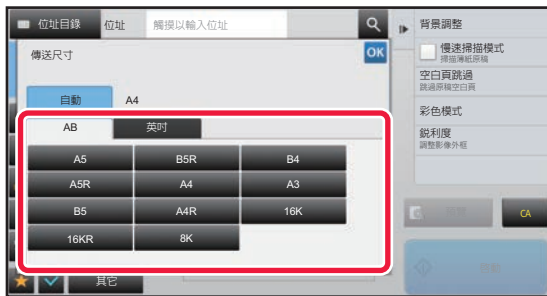 位址目錄 位址 觸摸以輸入位址
傳送尺寸 OK
自動 A4
AB 英吋
A5 B5R B4
A5R A4 A3
B5 A4R 16K
16KR 8K
其它
背景調整
慢速掃描模式
掃描薄紙原稿
空白頁跳過
跳過原稿空白頁
彩色模式
銳利度
調整影像外框
CA